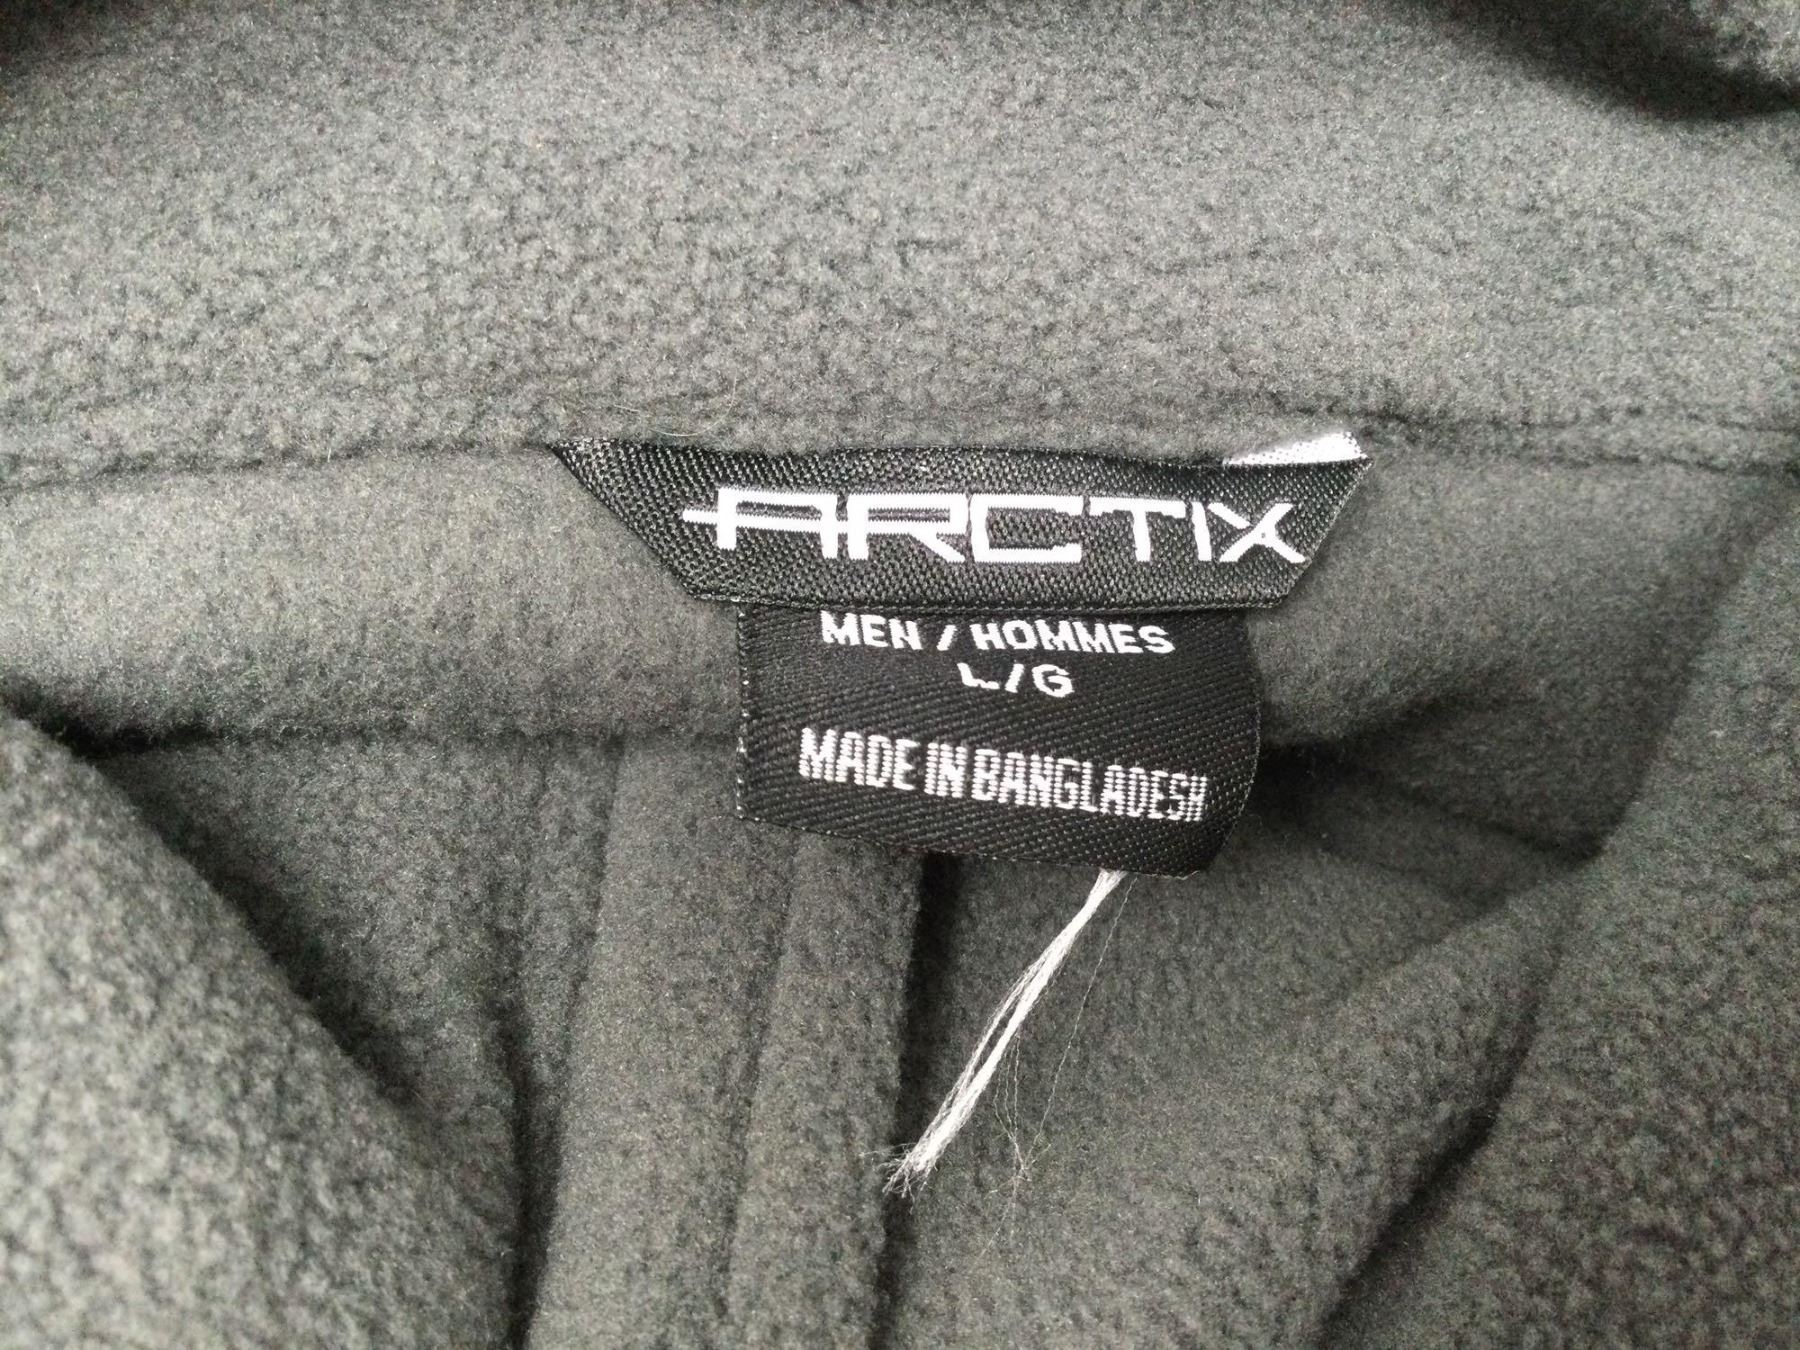 ARCTIX
MEN / HOMMES
L/G
MADE IN BANGLADESH